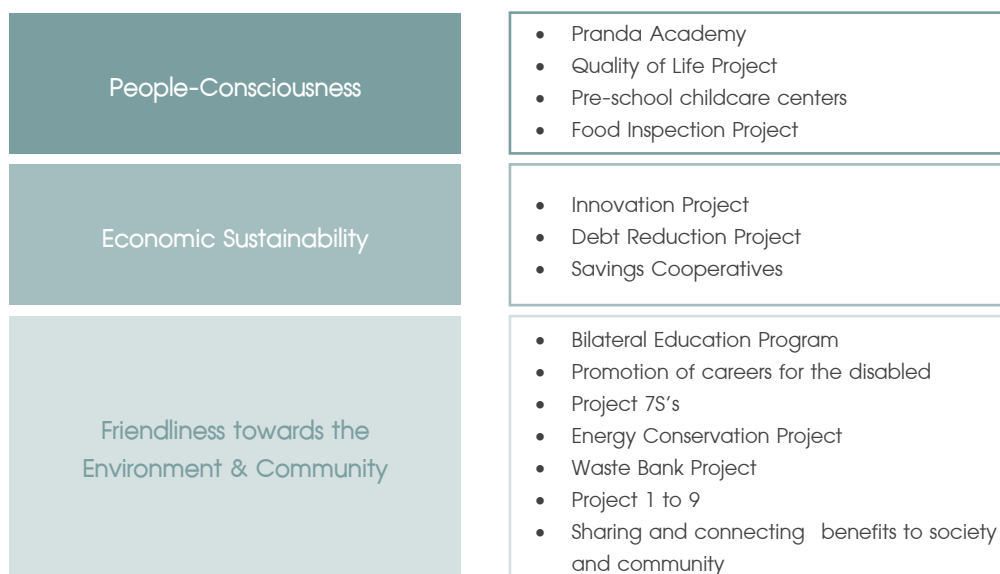 People-Consciousness
• Pranda Academy
• Quality of Life Project
• Pre-school childcare centers
• Food Inspection Project
Economic Sustainability
• Innovation Project
• Debt Reduction Project
• Savings Cooperatives
Friendliness towards the
Environment & Community
• Bilateral Education Program
• Promotion of careers for the disabled
• Project 7S's
• Energy Conservation Project
• Waste Bank Project
• Project 1 to 9
• Sharing and connecting benefits to society
and community